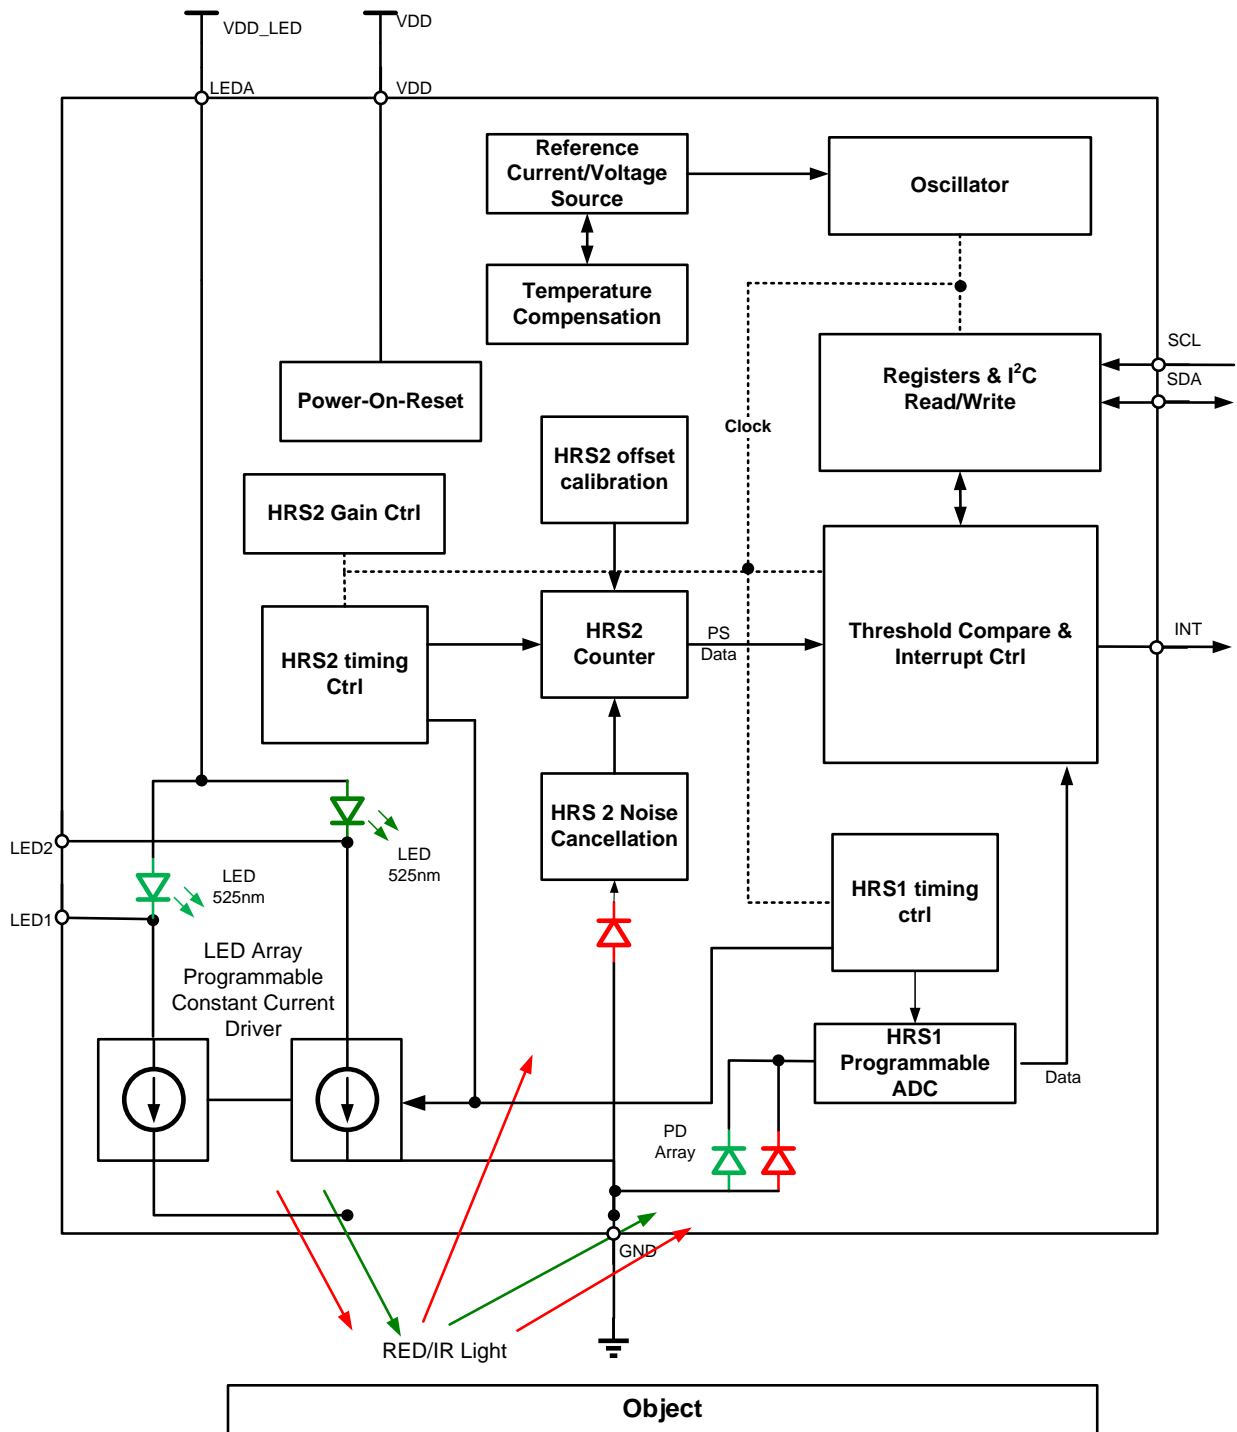 VDD_LED
VDD
LEDA
VDD
Reference
Current/Voltage
Source
Oscillator
Temperature
Compensation
Registers & I²C
Read/Write
SCL
SDA
Power-On-Reset
Clock
HRS2 offset
calibration
HRS2 Gain Ctrl
HRS2 timing
Ctrl
HRS2
Counter
PS
Data
Threshold Compare &
Interrupt Ctrl
INT
HRS 2 Noise
Cancellation
LED2
LED
525nm
LED
525nm
LED1
HRS1 timing
ctrl
LED Array
Programmable
Constant Current
Driver
HRS1
Programmable
ADC
Data
PD
Array
GND
RED/IR Light
Object